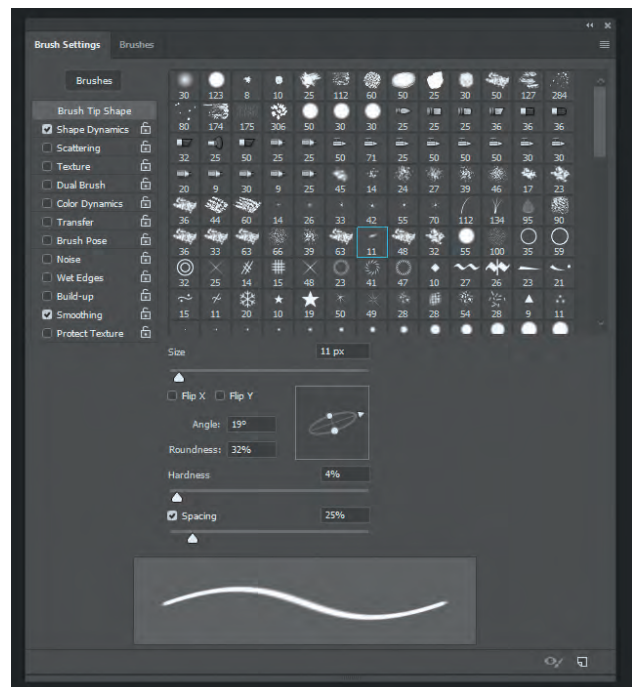 Brush Settings Brushes
Brushes
Brush Tip Shape
Shape Dynamics
Scattering
Texture
Dual Brush
Color Dynamics
Transfer
Brush Pose
Noise
Wet Edges
Build-up
Smoothing
Protect Texture
30 123 8 10 25 112 60 50 25 30 50 127 284
80 174 175 306 50 30 30 25 25 25 36 36 36
32 25 50 25 25 50 71 25 50 50 50 30 30
20 9 30 9 25 45 14 24 27 39 46 17 23
36 44 60 14 26 33 42 55 70 112 134 95 90
36 33 63 66 39 63 11 48 32 55 100 35 59
32 25 14 15 48 23 41 47 10 27 26 23 21
15 11 20 10 19 50 49 28 28 54 28 9 11
Size 11 px
Flip X Flip Y
Angle: 19º
Roundness: 32%
Hardness 4%
Spacing 25%